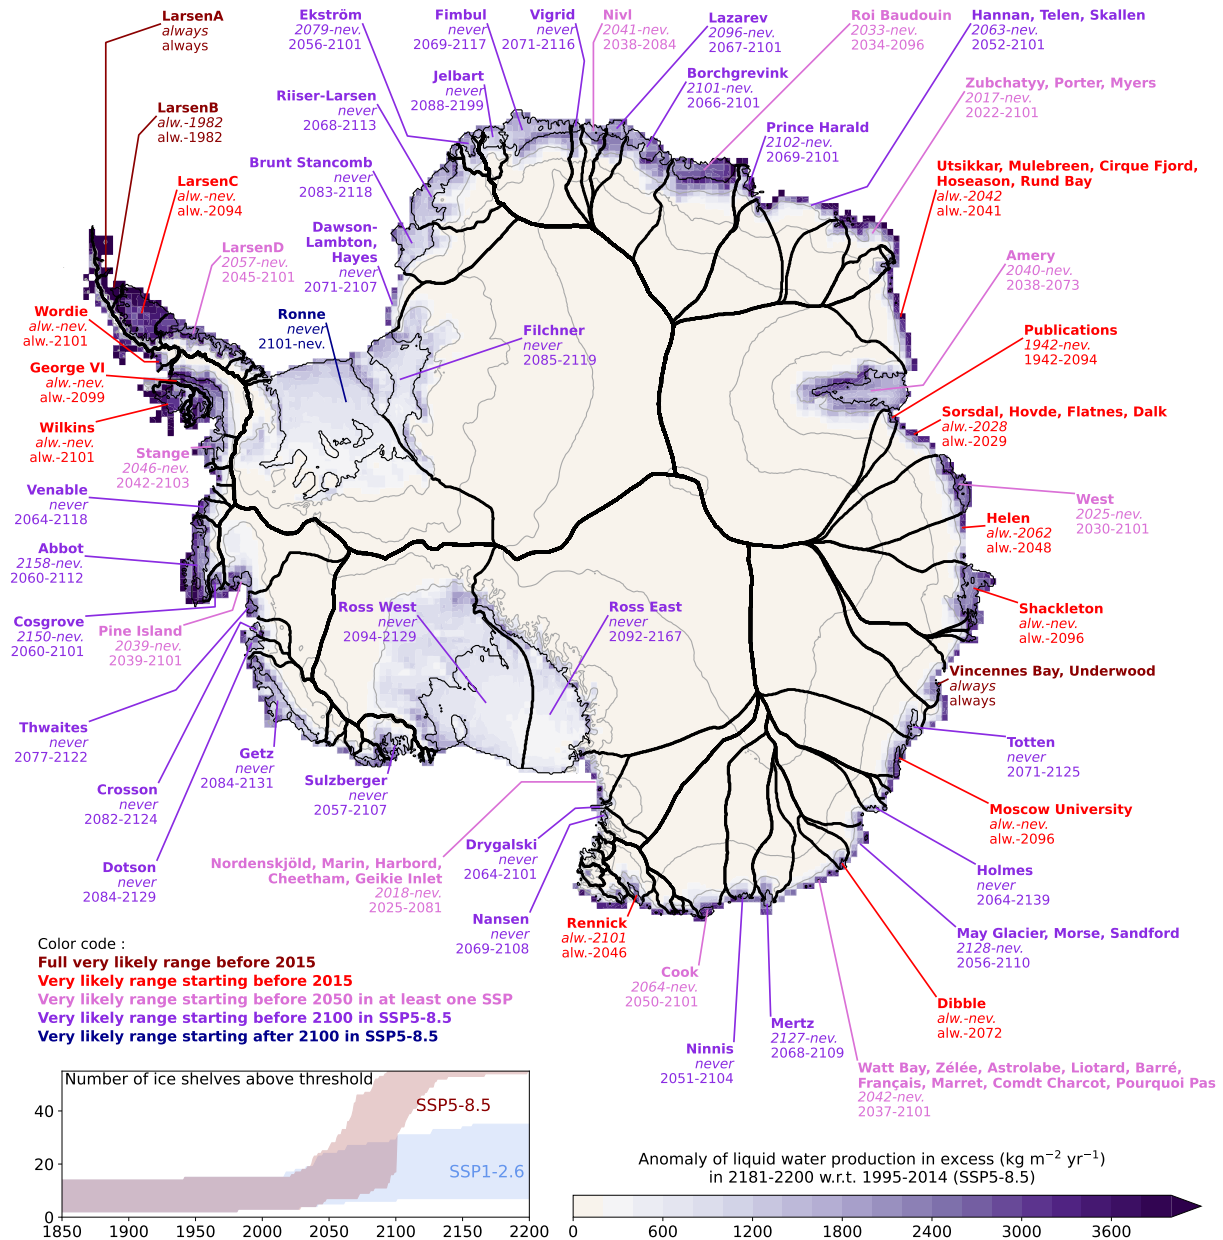 LarsenA
always
always
Ekström
2079-nev.
2056-2101
Fimbul
never
2069-2117
Vigrid
never
2071-2116
Nivl
2041-nev.
2038-2084
Lazarev
2096-nev.
2067-2101
Roi Baudouin
2033-nev.
2034-2096
Hannan, Telen, Skallen
2063-nev.
2052-2101
Jelbart
never
2088-2199
Borchgrevink
2101-nev.
2066-2101
Zubchatyy, Porter, Myers
2017-nev.
2022-2101
Riiser-Larsen
never
2068-2113
LarsenB
alw.-1982
alw.-1982
Prince Harald
2102-nev.
2069-2101
Brunt Stancomb
never
2083-2118
Utsikkar, Mulebreen, Cirque Fjord,
Hoseason, Rund Bay
alw.-2042
alw.-2041
LarsenC
alw.-nev.
alw.-2094
Dawson-
Lambton,
Hayes
never
2071-2107
LarsenD
2057-nev.
2045-2101
Amery
2040-nev.
2038-2073
Wordie
alw.-nev.
alw.-2101
Ronne
never
2101-nev.
Filchner
never
2085-2119
Publications
1942-nev.
1942-2094
George VI
alw.-nev.
alw.-2099
Sorsdal, Hovde, Flatnes, Dalk
alw.-2028
alw.-2029
Wilkins
alw.-nev.
alw.-2101
Stange
2046-nev.
2042-2103
Venable
never
2064-2118
West
2025-nev.
2030-2101
Helen
alw.-2062
alw.-2048
Abbot
2158-nev.
2060-2112
Cosgrove
2150-nev.
2060-2101
Pine Island
2039-nev.
2039-2101
Ross West
never
2094-2129
Ross East
never
2092-2167
Shackleton
alw.-nev.
alw.-2096
Vincennes Bay, Underwood
always
always
Thwaites
never
2077-2122
Getz
never
2084-2131
Sulzberger
never
2057-2107
Totten
never
2071-2125
Crosson
never
2082-2124
Moscow University
alw.-nev.
alw.-2096
Drygalski
never
2064-2101
Dotson
never
2084-2129
Nordenskjöld, Marin, Harbord,
Cheetham, Geikie Inlet
2018-nev.
2025-2081
Holmes
never
2064-2139
Nansen
never
2069-2108
Rennick
alw.-2101
alw.-2046
May Glacier, Morse, Sandford
2128-nev.
2056-2110
Cook
2064-nev.
2050-2101
Dibble
alw.-nev.
alw.-2072
Mertz
2127-nev.
2068-2109
Ninnis
never
2051-2104
Watt Bay, Zélée, Astrolabe, Liotard, Barré,
Français, Marret, Comdt Charcot, Pourquoi Pas
2042-nev.
2037-2101
Color code :
Full very likely range before 2015
Very likely range starting before 2015
Very likely range starting before 2050 in at least one SSP
Very likely range starting before 2100 in SSP5-8.5
Very likely range starting after 2100 in SSP5-8.5
Number of ice shelves above threshold
SSP5-8.5
SSP1-2.6
40
20
0
1850 1900 1950 2000 2050 2100 2150 2200
Anomaly of liquid water production in excess (kg m⁻² yr⁻¹)
in 2181-2200 w.r.t. 1995-2014 (SSP5-8.5)
0 600 1200 1800 2400 3000 3600